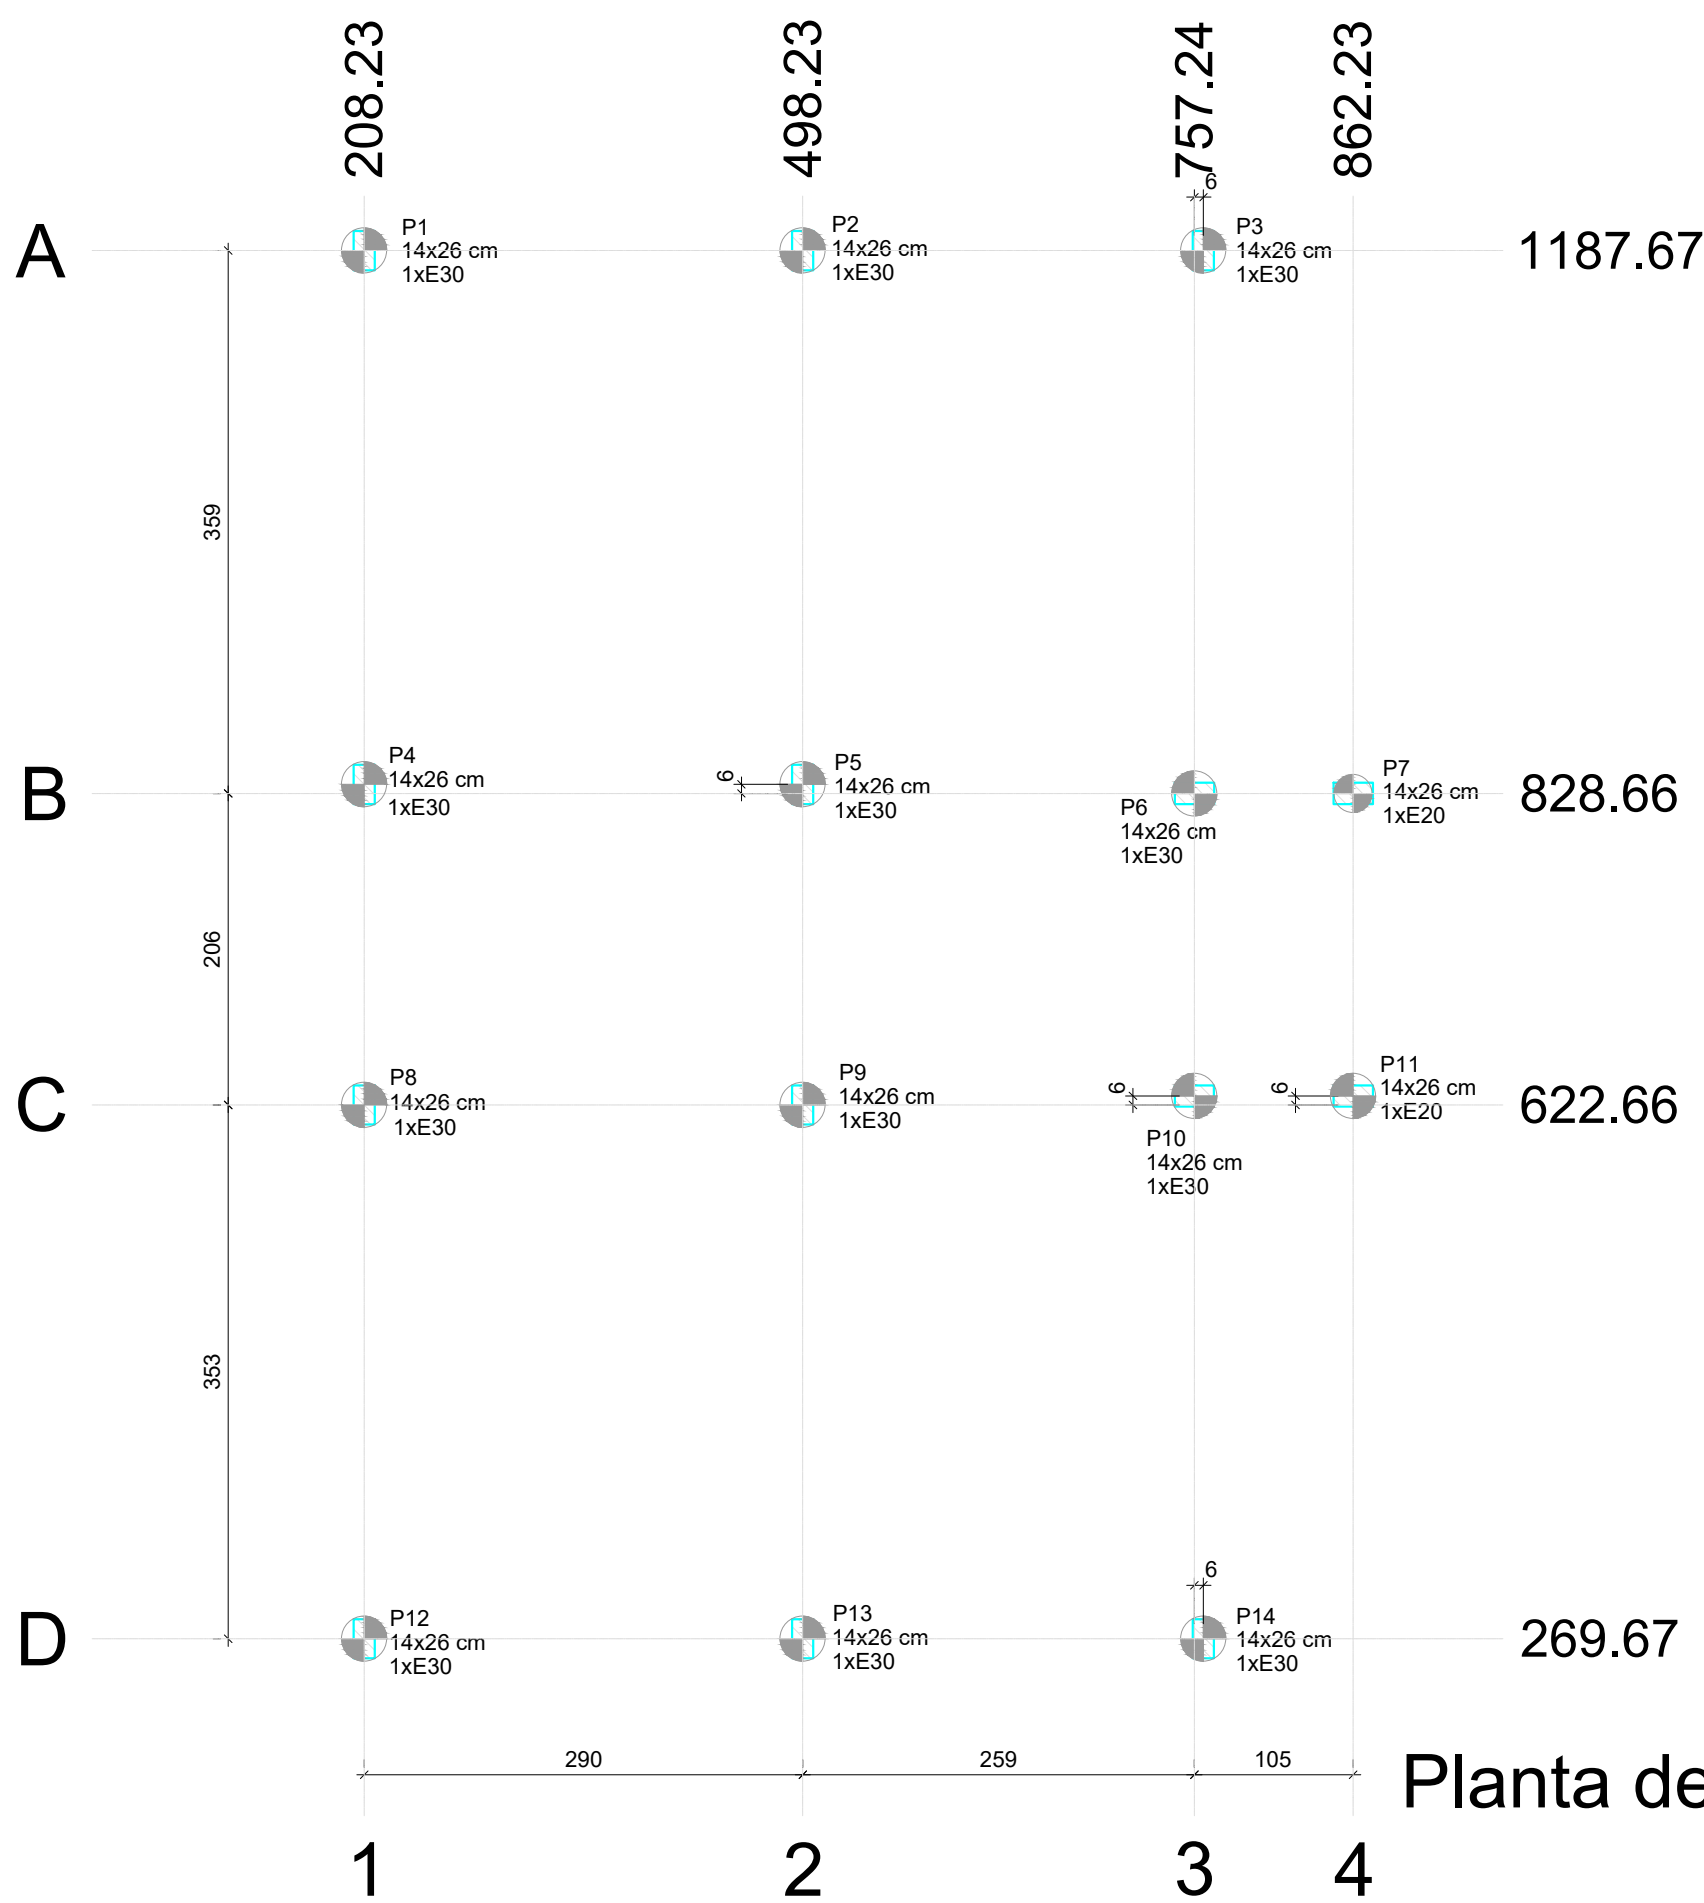 208.23
498.23
757.24
862.23
6
A
P1
14x26 cm
1xE30
P2
14x26 cm
1xE30
P3
14x26 cm
1xE30
1187.67
359
B
P4
14x26 cm
1xE30
6
P5
14x26 cm
1xE30
P6
14x26 cm
1xE30
P7
14x26 cm
1xE20
828.66
206
C
P8
14x26 cm
1xE30
P9
14x26 cm
1xE30
6
P10
14x26 cm
1xE30
6
P11
14x26 cm
1xE20
622.66
353
6
D
P12
14x26 cm
1xE30
P13
14x26 cm
1xE30
P14
14x26 cm
1xE30
269.67
290
259
105
Planta de
1
2
3
4